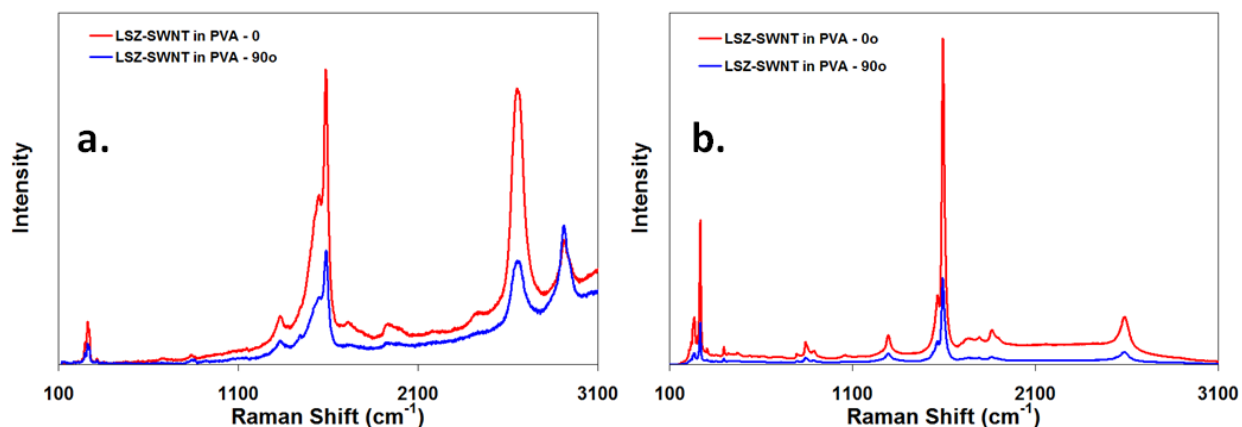 LSZ-SWNT in PVA - 0
LSZ-SWNT in PVA - 90o
a.
Intensity
100
1100
2100
3100
Raman Shift (cm⁻¹)
LSZ-SWNT in PVA - 0o
LSZ-SWNT in PVA - 90o
b.
Intensity
100
1100
2100
3100
Raman Shift (cm⁻¹)